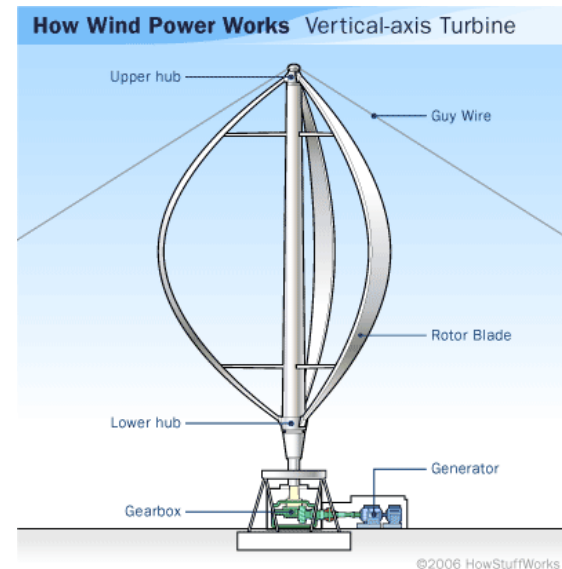 How Wind Power Works Vertical-axis Turbine
Upper hub
Guy Wire
Rotor Blade
Lower hub
Generator
Gearbox
©2006 HowStuffWorks